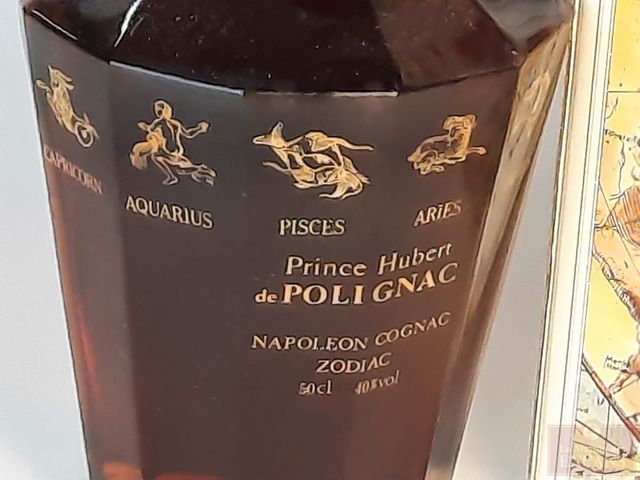 CAPRICORN
AQUARIUS
PISCES
ARIES
Prince Hubert
de POLIGNAC
NAPOLEON COGNAC
ZODIAC
50cl 40%vol